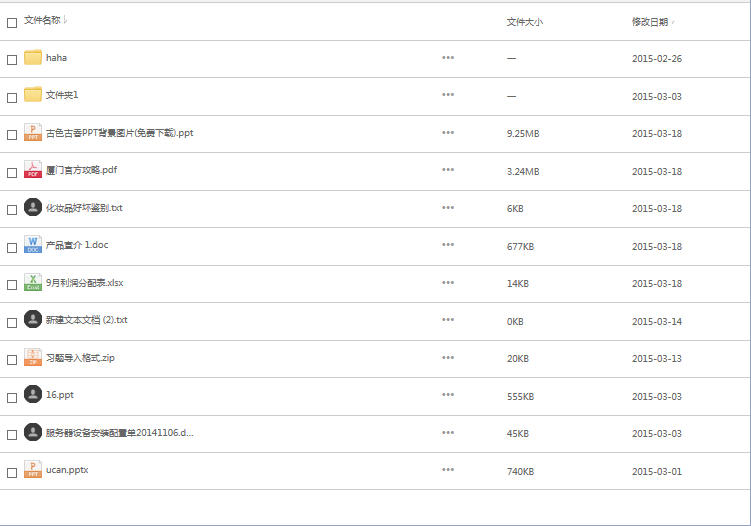 文件名称 文件大小 修改日期
haha ••• — 2015-02-26
文件夹1 ••• — 2015-03-03
PPT 古色古香PPT背景图片(免费下载).ppt ••• 9.25MB 2015-03-18
PDF 厦门官方攻略.pdf ••• 3.24MB 2015-03-18
化妆品好坏鉴别.txt ••• 6KB 2015-03-18
W DOC 产品宣介 1.doc ••• 677KB 2015-03-18
X Excel 9月利润分配表.xlsx ••• 14KB 2015-03-18
新建文本文档 (2).txt ••• 0KB 2015-03-14
ZIP 习题导入格式.zip ••• 20KB 2015-03-13
16.ppt ••• 555KB 2015-03-03
服务器设备安装配置单20141106.d... ••• 45KB 2015-03-03
P PPT ucan.pptx ••• 740KB 2015-03-01